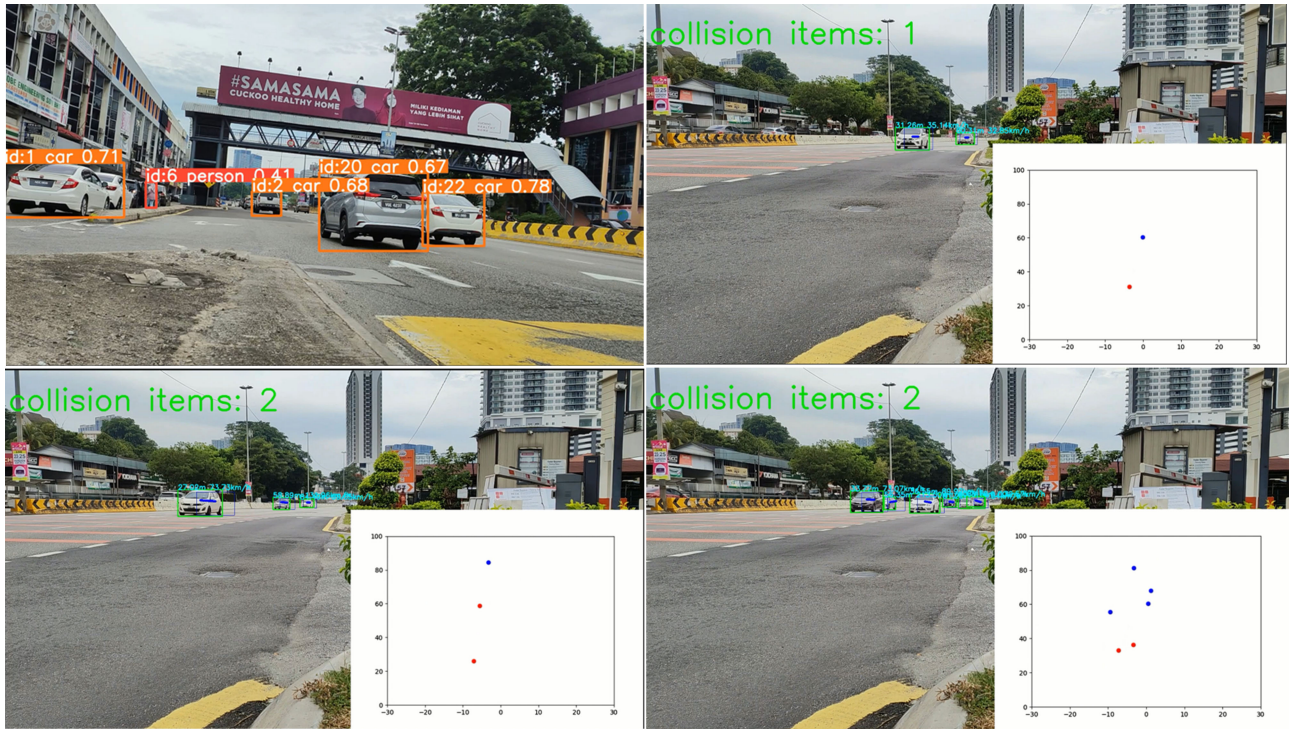 #SAMASAMA
CUCKOO HEALTHY HOME
MILIKI KEDIAMAN
YANG LEBIH SIHAT
id:1 car 0.71
id:6 person 0.41
id:2 car 0.68
id:20 car 0.67
id:22 car 0.78
collision items: 1
31.26m 35.14km/h
100
80
60
40
20
0
−30 −20 −10 0 10 20 30
collision items: 2
100
80
60
40
20
0
−30 −20 −10 0 10 20 30
collision items: 2
100
80
60
40
20
0
−30 −20 −10 0 10 20 30